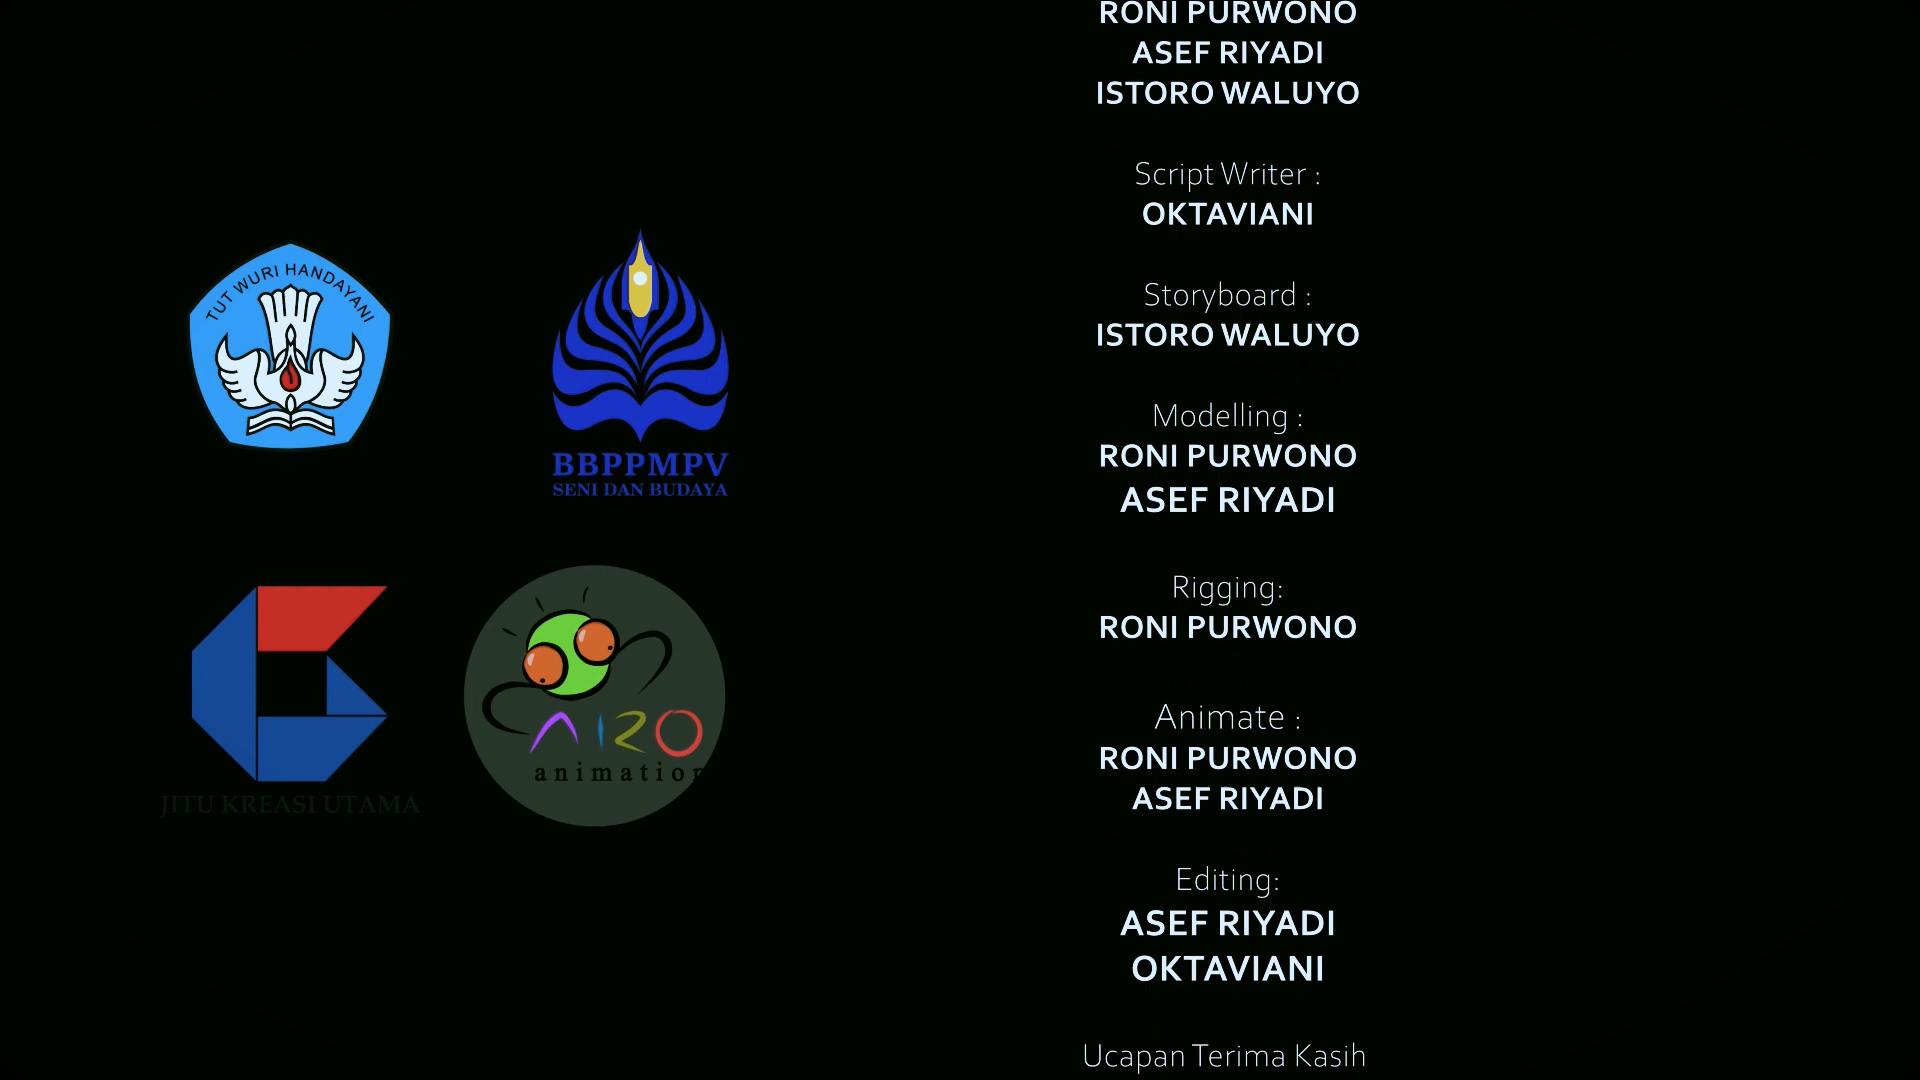 TUT WURI HANDAYANI
BBPPMPV
SENI DAN BUDAYA
JITU KREASI UTAMA
AIRO
animation
RONI PURWONO
ASEF RIYADI
ISTORO WALUYO
Script Writer :
OKTAVIANI
Storyboard :
ISTORO WALUYO
Modelling :
RONI PURWONO
ASEF RIYADI
Rigging:
RONI PURWONO
Animate :
RONI PURWONO
ASEF RIYADI
Editing:
ASEF RIYADI
OKTAVIANI
Ucapan Terima Kasih